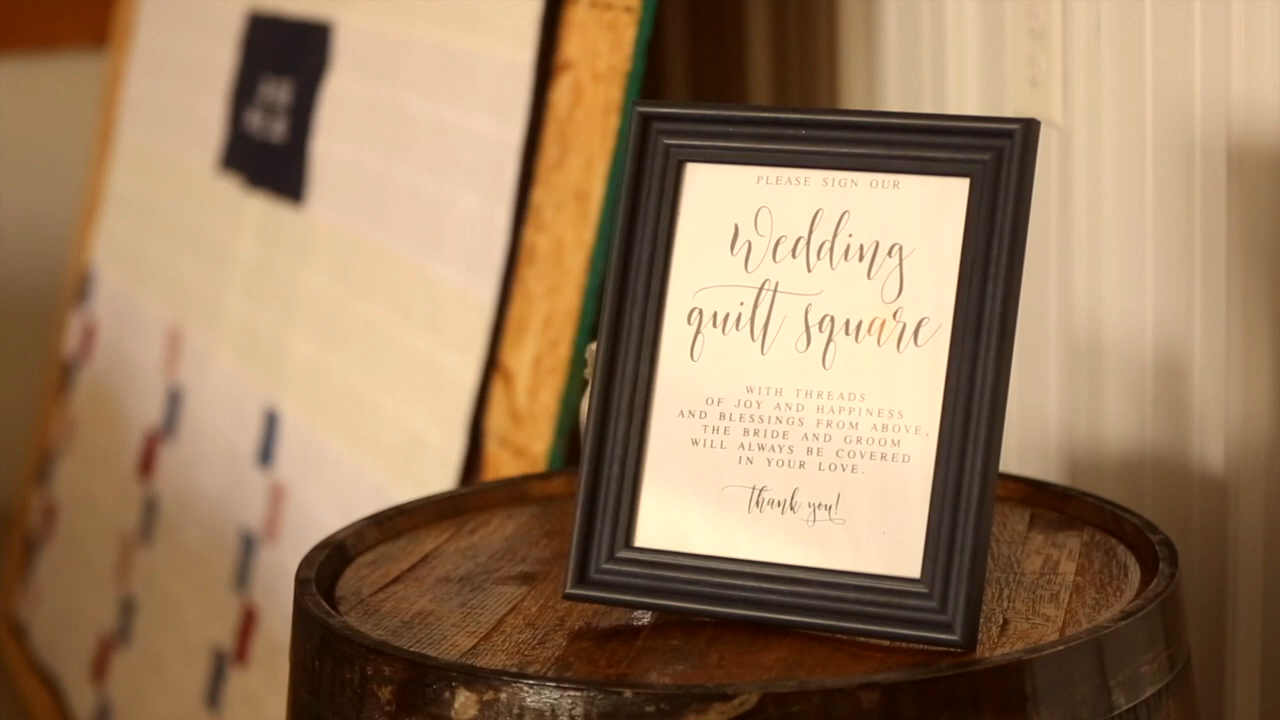 PLEASE SIGN OUR
Wedding
quilt square
WITH THREADS
OF JOY AND HAPPINESS
AND BLESSINGS FROM ABOVE,
THE BRIDE AND GROOM
WILL ALWAYS BE COVERED
IN YOUR LOVE.
thank you!